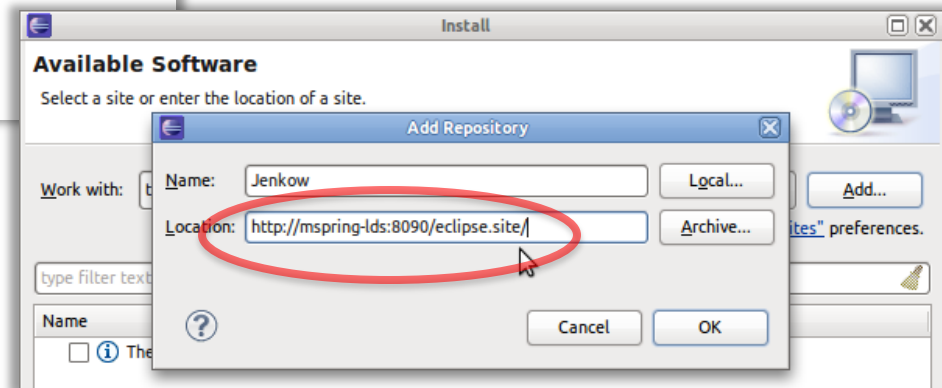 Install
Available Software
Select a site or enter the location of a site.
Add Repository
Work with:
Name: Jenkow Local...
Add...
Location: http://mspring-lds:8090/eclipse.site/ Archive...
preferences.
type filter text
Name
Cancel OK
The